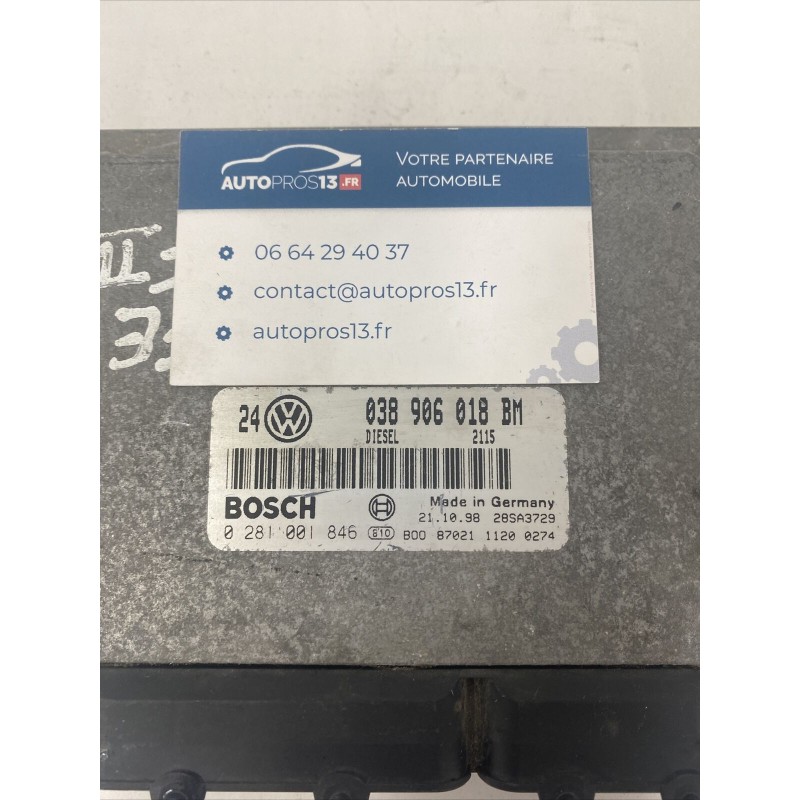 AUTOPROS13.FR
VOTRE PARTENAIRE
AUTOMOBILE
06 64 29 40 37
contact@autopros13.fr
autopros13.fr
24 038 906 018 BM
DIESEL 2115
BOSCH Made in Germany
21.10.98 28SA3729
0 281 001 846 810 B00 87021 1120 0274